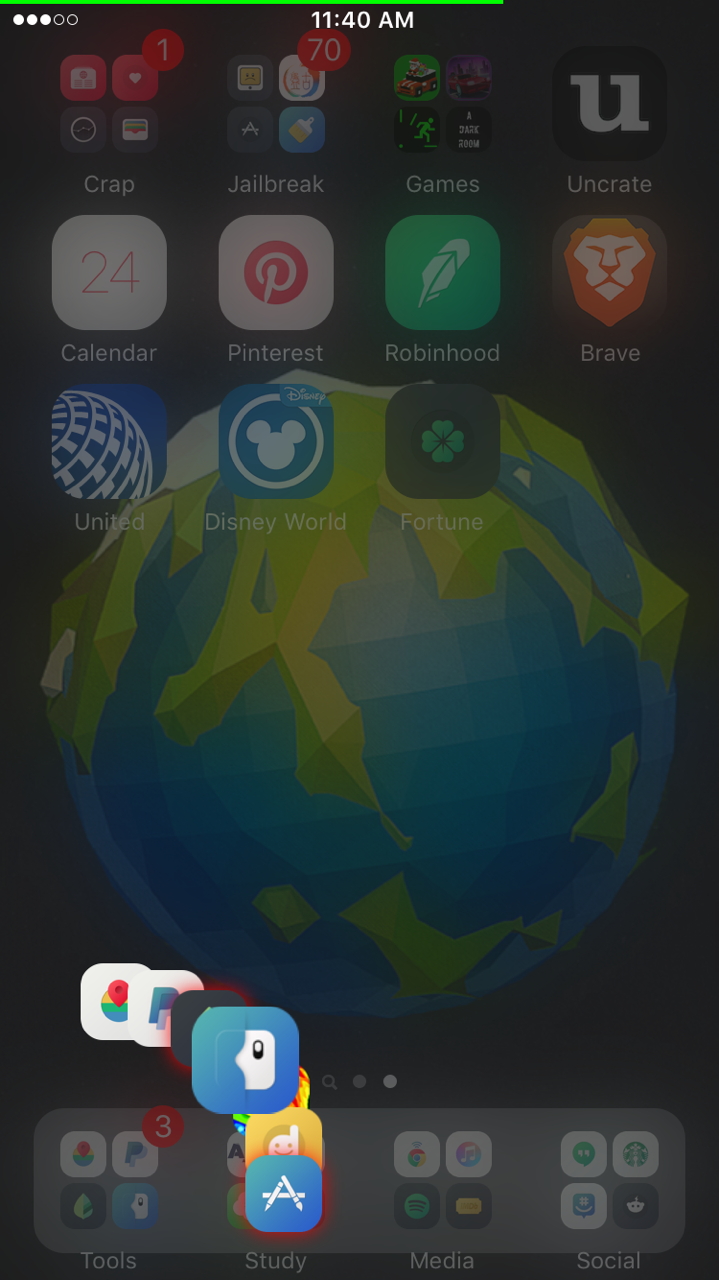 11:40 AM
1
70
A
DARK
ROOM
u
Crap
Jailbreak
Games
Uncrate
24
Calendar
Pinterest
Robinhood
Brave
Disney
United
Disney World
Fortune
3
Tools
Study
Media
Social